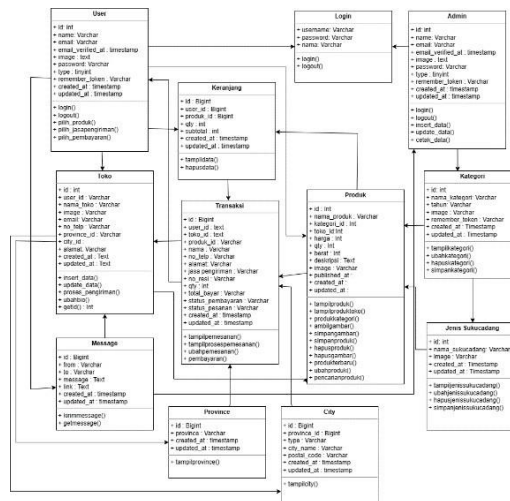 User
+ id: int
+ name: Varchar
+ email: Varchar
+ email_verified_at : timestamp
+ image : text
+ password: Varchar
+ type : tinyint
+ remember_token : Varchar
+ created_at : timestamp
+ updated_at : timestamp
+ login()
+ logout()
+ pilih_produk()
+ pilih_jasapengiriman()
+ pilih_pembayaran()
Login
+ username: Varchar
+ password: Varchar
+ nama: Varchar
+ login()
+ logout()
Admin
+ id: int
+ name: Varchar
+ email: Varchar
+ email_verified_at : timestamp
+ image : text
+ password: Varchar
+ type : tinyint
+ remember_token : Varchar
+ created_at : timestamp
+ updated_at : timestamp
+ login()
+ logout()
+ insert_data()
+ update_data()
+ cetak_data()
Keranjang
+ id : Bigint
+ user_id : Bigint
+ produk_id : Bigint
+ qty : int
+ subtotal : int
+ created_at : timestamp
+ updated_at : timestamp
+ tampildata()
+ hapusdata()
Toko
+ id : int
+ user_id : Varchar
+ nama_toko : Varchar
+ image : Varchar
+ email : Varchar
+ no_telp : Varchar
+ province_id : Varchar
+ city_id
+ alamat : Varchar
+ created_at : Text
+ updated_at : Text
+ insert_data()
+ update_data()
+ proses_pengiriman()
+ getid() : int
Transaksi
+ id : Bigint
+ user_id : text
+ toko_id : text
+ produk_id : Varchar
+ nama : Varchar
+ no_telp : Varchar
+ alamat : Varchar
+ jasa pengiriman : Varchar
+ no_resi : Varchar
+ qty : int
+ total_bayar : Varchar
+ status_pembayaran : Varchar
+ status_pesanan : Varchar
+ created_at : timestamp
+ updated_at : timestamp
+ tampilpemesanan()
+ tampilprosespemesanan()
+ ubahpemesanan()
+ pembayaran()
Produk
+ id : int
+ nama_produk : Varchar
+ kategori_id : int
+ toko_id : int
+ harga : int
+ qty : int
+ berat : int
+ deskripsi : Text
+ image : Varchar
+ published_at :
+ created_at :
+ updated_at :
+ tampilproduk()
+ tampilproduktoko()
+ produkkategori()
+ ambilgambar()
+ simpangambar()
+ simpanproduk()
+ hapusproduk()
+ hapusgambar()
+ produkterbaru()
+ ubahproduk()
+ pencarianproduk()
Kategori
+ id : int
+ nama_kategori : Varchar
+ tahun : Varchar
+ image : Varchar
+ remember_token : Varchar
+ created_at : Timestamp
+ updated_at : Timestamp
+ tampilkategori()
+ ubahkategori()
+ hapuskategori()
+ simpankategori()
Jenis Sukucadang
+ id: int
+ nama_sukucadang : Varchar
+ image : Varchar
+ created_at : Timestamp
+ updated_at : Timestamp
+ tampiljenissukucadang()
+ ubahjenissukucadang()
+ hapusjenissukucadang()
+ simpanjenissukucadang()
Message
+ id : Bigint
+ from : Varchar
+ to : Varchar
+ message : Text
+ link : Text
+ created_at : timestamp
+ updated_at : timestamp
+ getmessage()
Province
+ id : Bigint
+ province : Varchar
+ created_at : timestamp
+ updated_at : timestamp
+ tampilprovince()
City
+ id : Bigint
+ province_id : Bigint
+ type : Varchar
+ city_name : Varchar
+ postal_code : Varchar
+ created_at : timestamp
+ updated_at : timestamp
+ tampilcity()